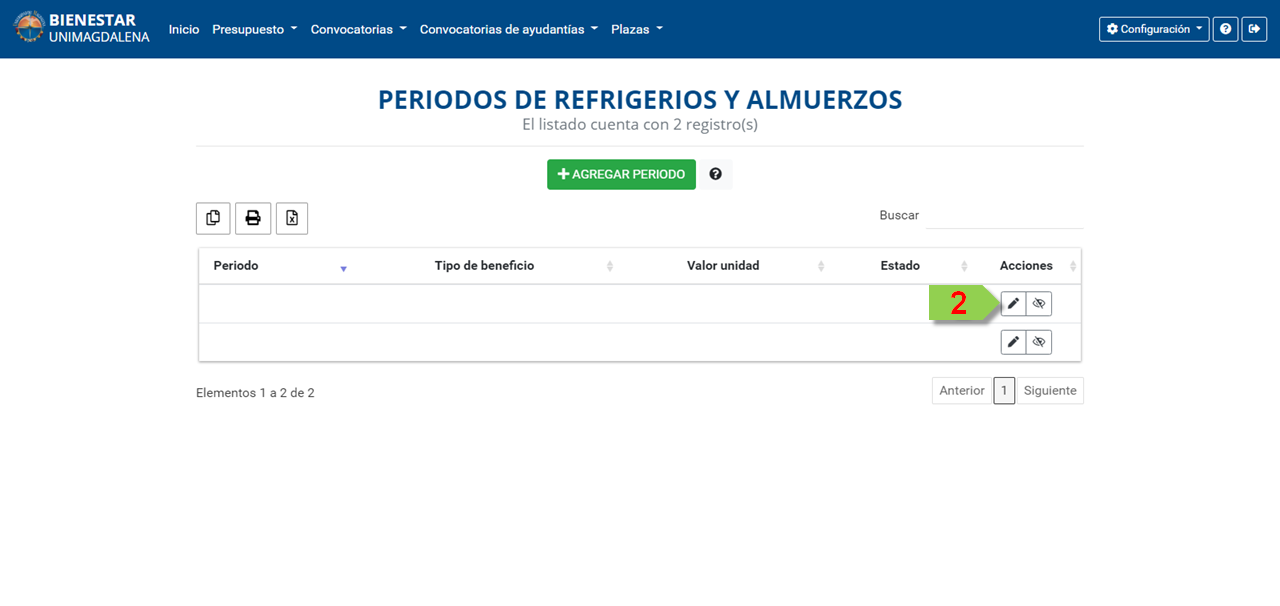 BIENESTAR
UNIMAGDALENA
Inicio Presupuesto Convocatorias Convocatorias de ayudantías Plazas Configuración
PERIODOS DE REFRIGERIOS Y ALMUERZOS
El listado cuenta con 2 registro(s)
AGREGAR PERIODO
Buscar
Periodo Tipo de beneficio Valor unidad Estado Acciones
2
Elementos 1 a 2 de 2
Anterior 1 Siguiente